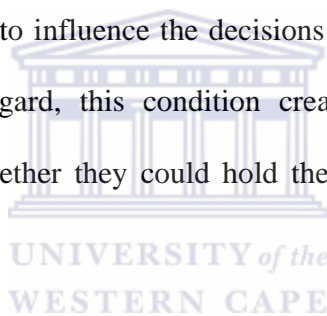 to influence the decisions
gard, this condition crea
ether they could hold the
UNIVERSITY of the
WESTERN CAPE